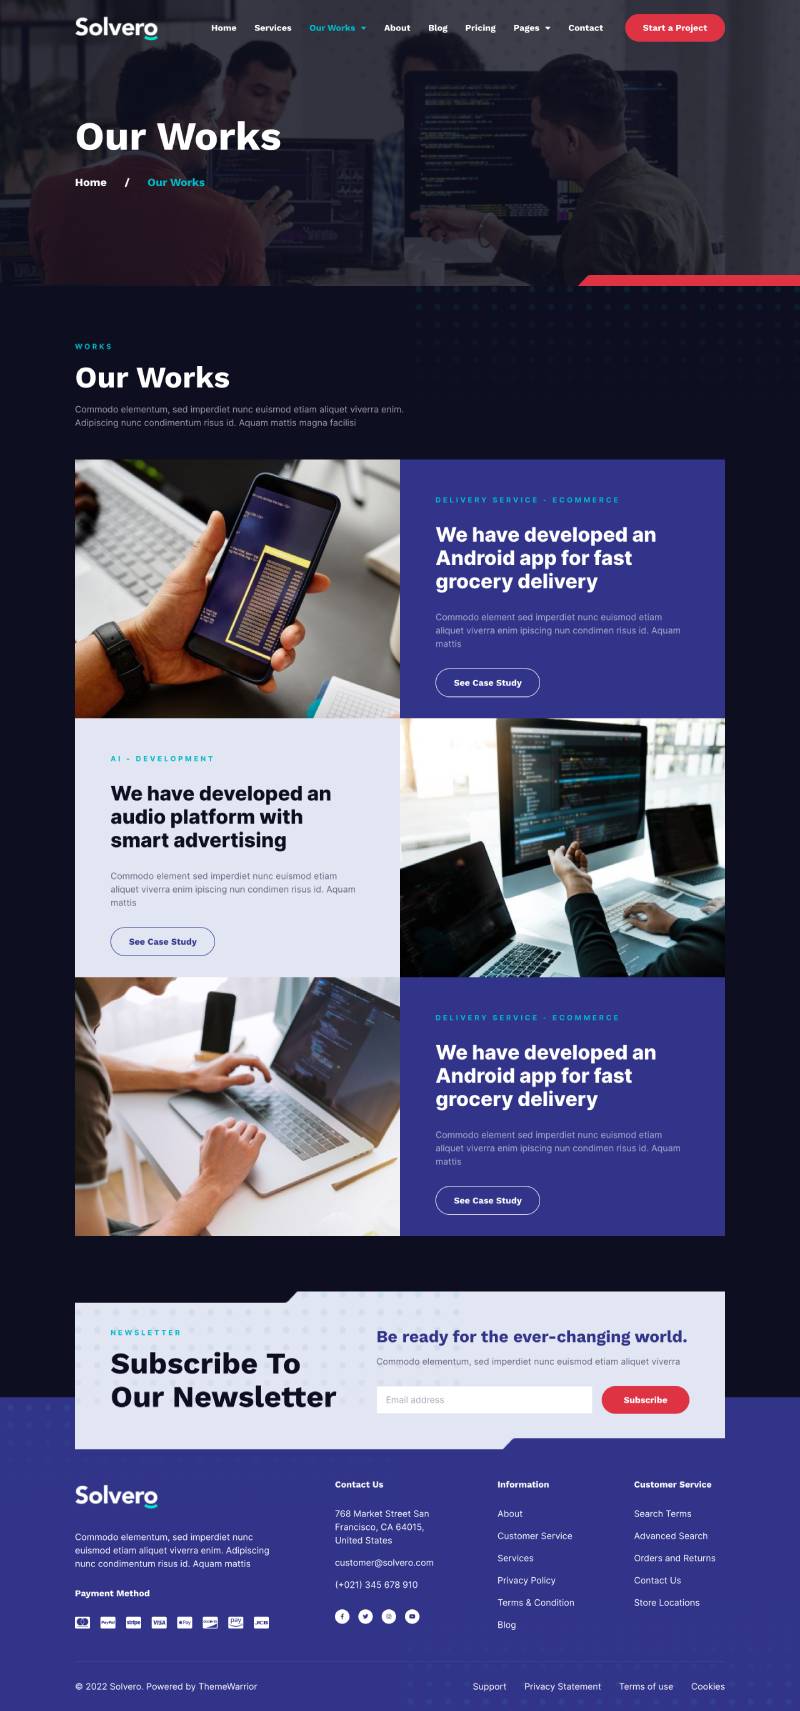 Solvero
Home Services Our Works About Blog Pricing Pages Contact Start a Project
Our Works
Home / Our Works
WORKS
Our Works
Commodo elementum, sed imperdiet nunc euismod etiam aliquet viverra enim.
Adipiscing nunc condimentum risus id. Aquam mattis magna facilisi
DELIVERY SERVICE - ECOMMERCE
We have developed an
Android app for fast
grocery delivery
Commodo element sed imperdiet nunc euismod etiam
aliquet viverra enim ipiscing nun condimen risus id. Aquam
mattis
See Case Study
AI - DEVELOPMENT
We have developed an
audio platform with
smart advertising
Commodo element sed imperdiet nunc euismod etiam
aliquet viverra enim ipiscing nun condimen risus id. Aquam
mattis
See Case Study
DELIVERY SERVICE - ECOMMERCE
We have developed an
Android app for fast
grocery delivery
Commodo element sed imperdiet nunc euismod etiam
aliquet viverra enim ipiscing nun condimen risus id. Aquam
mattis
See Case Study
NEWSLETTER
Subscribe To
Our Newsletter
Be ready for the ever-changing world.
Commodo elementum, sed imperdiet nunc euismod etiam aliquet viverra
Email address
Subscribe
Solvero
Commodo elementum, sed imperdiet nunc
euismod etiam aliquet viverra enim. Adipiscing
nunc condimentum risus id. Aquam mattis
Payment Method
PayPal stripe VISA Pay pay JCB
Contact Us
768 Market Street San
Francisco, CA 64015,
United States
customer@solvero.com
(+021) 345 678 910
Information
About
Customer Service
Services
Privacy Policy
Terms & Condition
Blog
Customer Service
Search Terms
Advanced Search
Orders and Returns
Contact Us
Store Locations
© 2022 Solvero. Powered by ThemeWarrior
Support Privacy Statement Terms of use Cookies